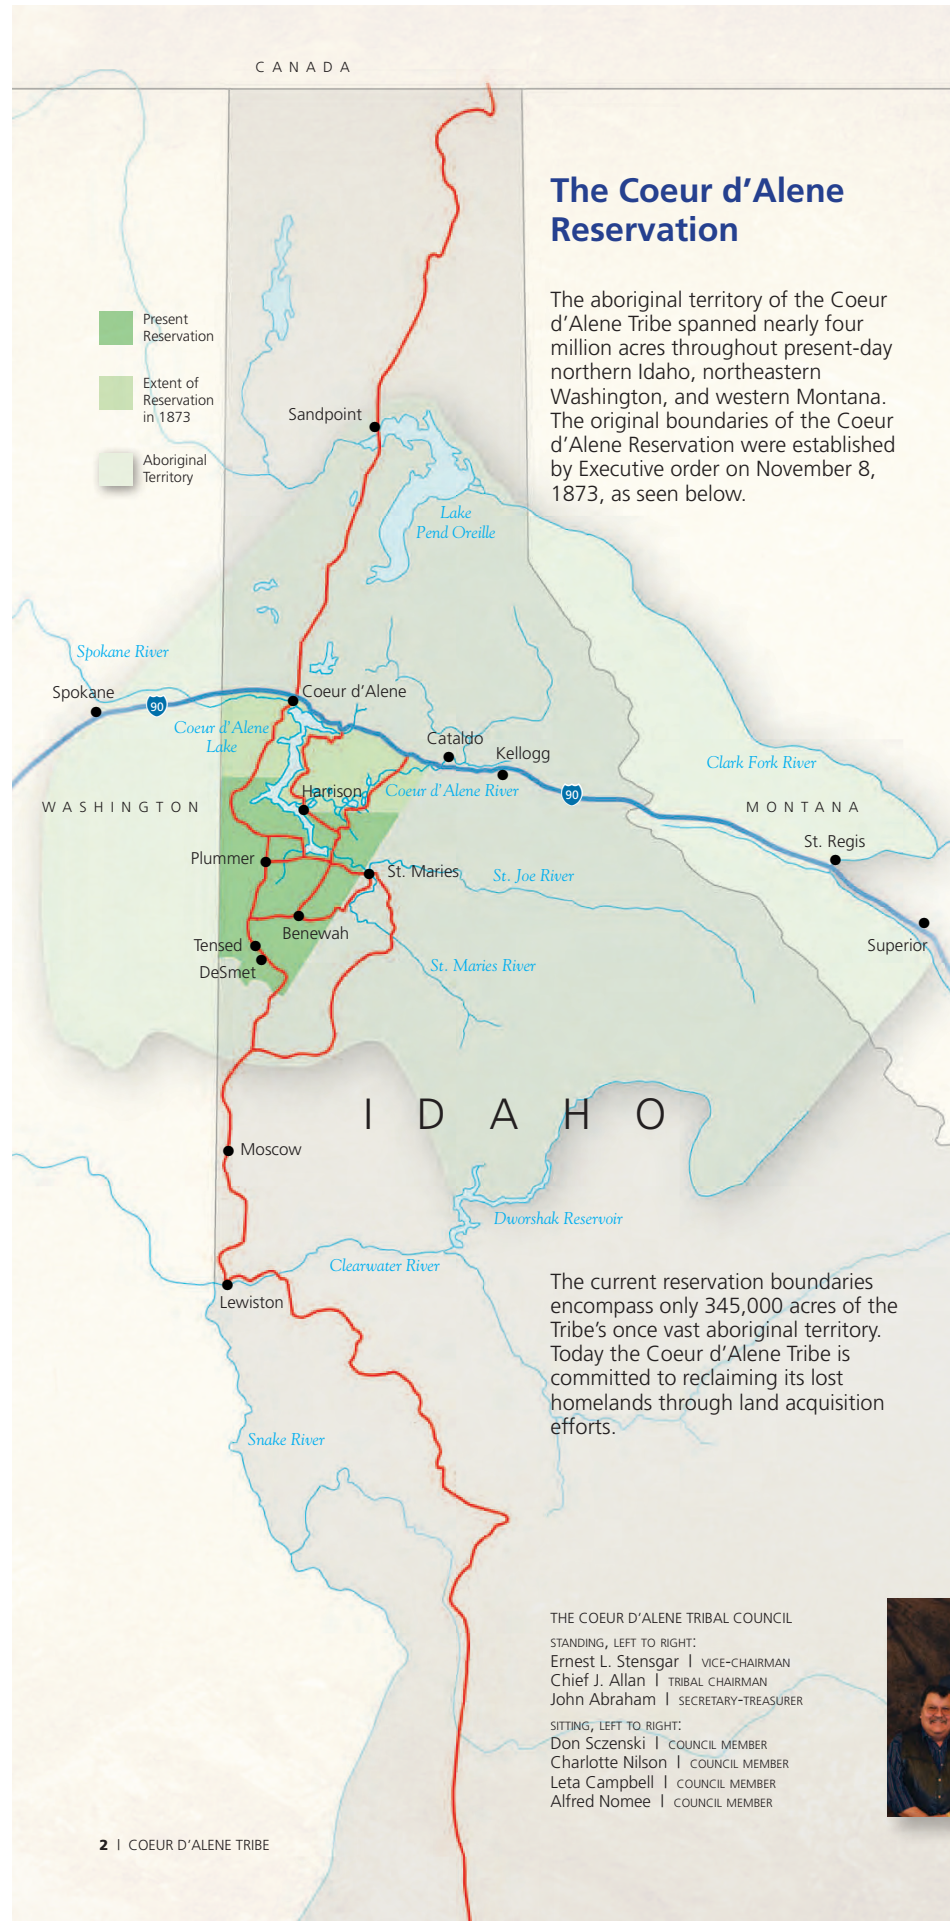 CANADA
The Coeur d’Alene
Reservation
The aboriginal territory of the Coeur
d’Alene Tribe spanned nearly four
million acres throughout present-day
northern Idaho, northeastern
Washington, and western Montana.
The original boundaries of the Coeur
d’Alene Reservation were established
by Executive order on November 8,
1873, as seen below.
Present
Reservation
Extent of
Reservation
in 1873
Aboriginal
Territory
Sandpoint
Lake
Pend Oreille
Spokane River
Spokane
90
Coeur d’Alene
Coeur d’Alene
Lake
Cataldo
Kellogg
Clark Fork River
Harrison
Coeur d’Alene River
90
WASHINGTON
MONTANA
St. Regis
Plummer
St. Maries
St. Joe River
Benewah
Tensed
DeSmet
Superior
St. Maries River
IDAHO
Moscow
Dworshak Reservoir
Clearwater River
Lewiston
The current reservation boundaries
encompass only 345,000 acres of the
Tribe’s once vast aboriginal territory.
Today the Coeur d’Alene Tribe is
committed to reclaiming its lost
homelands through land acquisition
efforts.
Snake River
THE COEUR D’ALENE TRIBAL COUNCIL
STANDING, LEFT TO RIGHT:
Ernest L. Stensgar | VICE-CHAIRMAN
Chief J. Allan | TRIBAL CHAIRMAN
John Abraham | SECRETARY-TREASURER
SITTING, LEFT TO RIGHT:
Don Sczenski | COUNCIL MEMBER
Charlotte Nilson | COUNCIL MEMBER
Leta Campbell | COUNCIL MEMBER
Alfred Nomee | COUNCIL MEMBER
2 | COEUR D’ALENE TRIBE